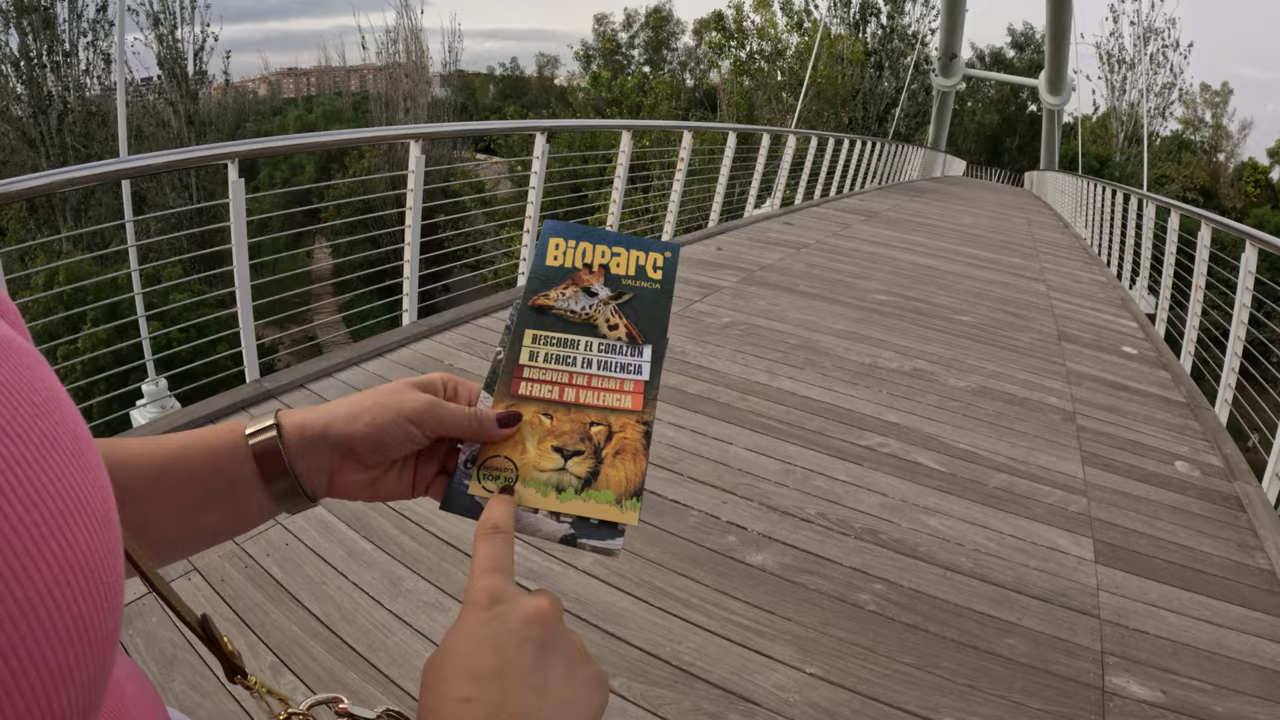 BIOPARC®
VALENCIA
DESCUBRE EL CORAZÓN
DE ÁFRICA EN VALENCIA
DISCOVER THE HEART OF
AFRICA IN VALENCIA
WORLD'S
TOP 10